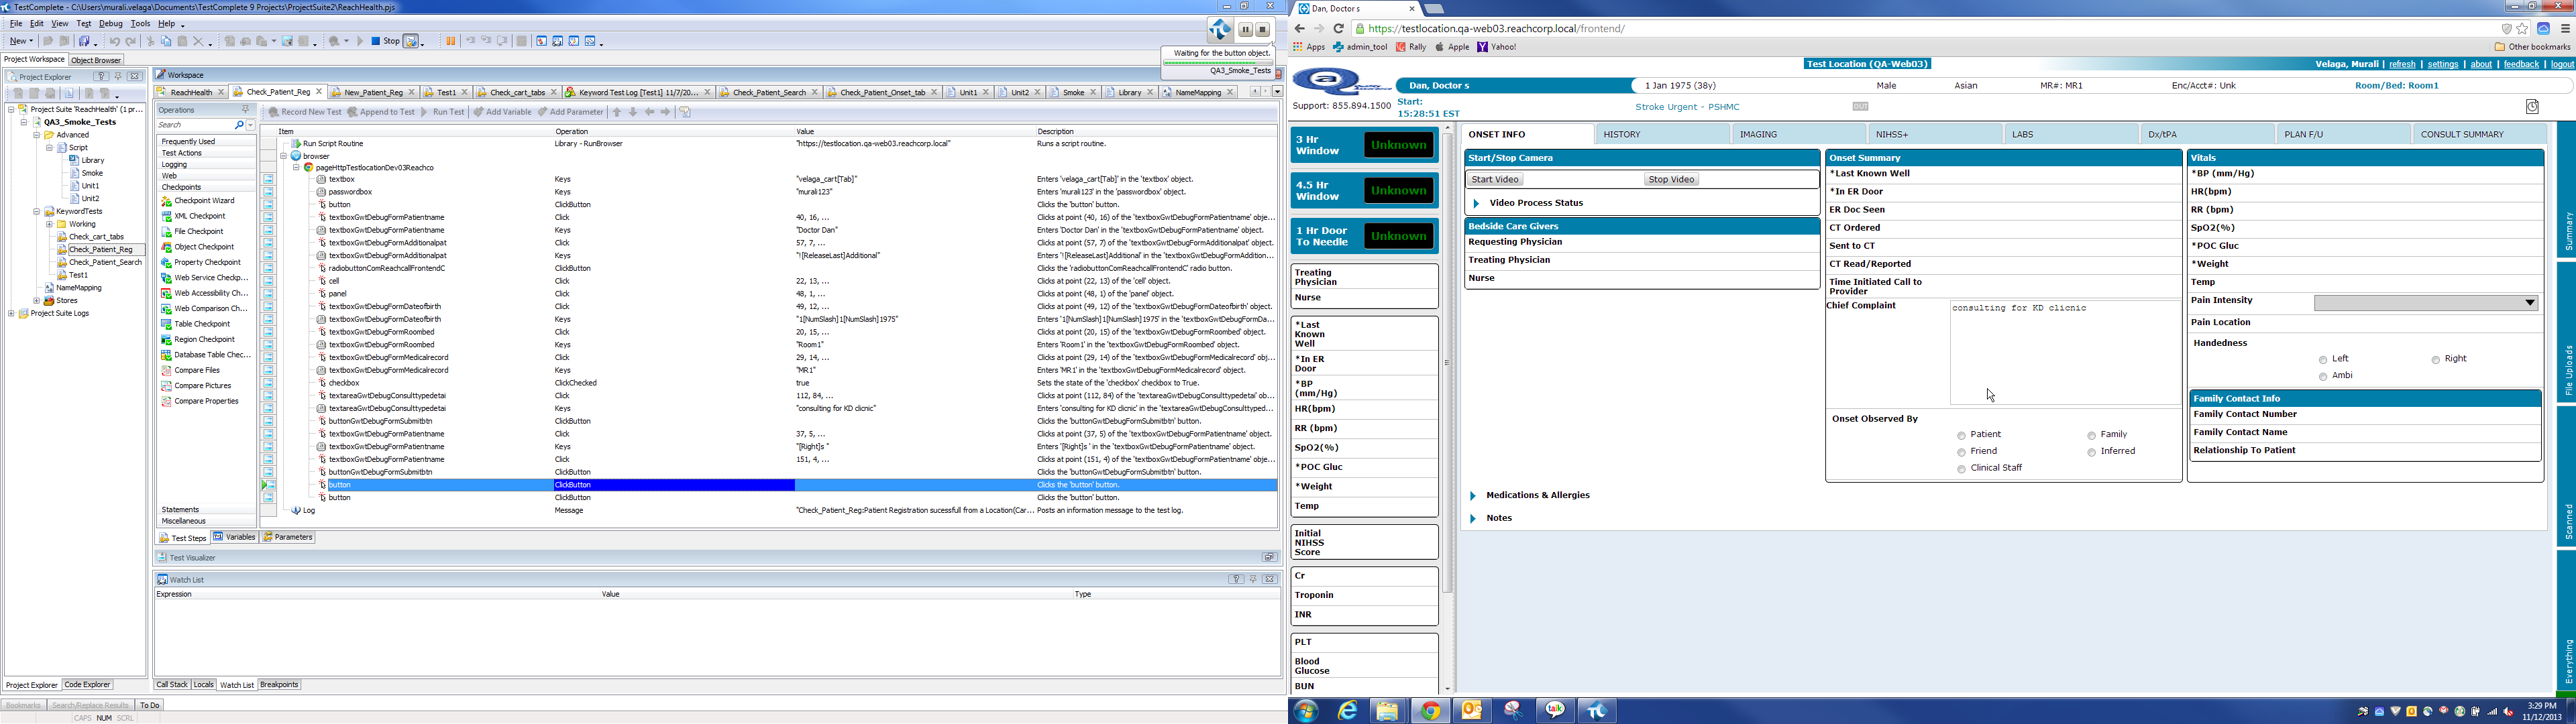 TestComplete - C:\Users\murali.velaga\Documents\TestComplete 9 Projects\ProjectSuite2\ReachHealth.pjs
File Edit View Test Debug Tools Help
New Stop
Waiting for the button object.
QA3_Smoke_Tests
Project Workspace Object Browser
Project Explorer
Project Suite 'ReachHealth' (1 pr...
QA3_Smoke_Tests
Advanced
Script
Library
Smoke
Unit1
Unit2
KeywordTests
Working
Check_cart_tabs
Check_Patient_Reg
Check_Patient_Search
Test1
NameMapping
Stores
Project Suite Logs
Project Explorer Code Explorer
Workspace
ReachHealth Check_Patient_Reg New_Patient_Reg Test1 Check_cart_tabs Keyword Test Log [Test1] 11/7/20... Check_Patient_Search Check_Patient_Onset_tab Unit1 Unit2 Smoke Library NameMapping
Operations
Search
Frequently Used
Test Actions
Logging
Web
Checkpoints
Checkpoint Wizard
XML Checkpoint
File Checkpoint
Object Checkpoint
Property Checkpoint
Web Service Checkp...
Web Accessibility Ch...
Web Comparison Ch...
Table Checkpoint
Region Checkpoint
Database Table Chec...
Compare Files
Compare Pictures
Compare Properties
Statements
Miscellaneous
Record New Test Append to Test Run Test Add Variable Add Parameter
Item Operation Value Description
Run Script Routine Library - RunBrowser "https://testlocation.qa-web03.reachcorp.local" Runs a script routine.
browser
pageHttpTestlocationDev03Reachco
textbox Keys "velaga_cart[Tab]" Enters 'velaga_cart[Tab]' in the 'textbox' object.
passwordbox Keys "murali123" Enters 'murali123' in the 'passwordbox' object.
button ClickButton Clicks the 'button' button.
textboxGwtDebugFormPatientname Click 40, 16, ... Clicks at point (40, 16) of the 'textboxGwtDebugFormPatientname' obje...
textboxGwtDebugFormPatientname Keys "Doctor Dan" Enters 'Doctor Dan' in the 'textboxGwtDebugFormPatientname' object.
textboxGwtDebugFormAdditionalpat Click 57, 7, ... Clicks at point (57, 7) of the 'textboxGwtDebugFormAdditionalpat' object.
textboxGwtDebugFormAdditionalpat Keys "![ReleaseLast]Additional" Enters '![ReleaseLast]Additional' in the 'textboxGwtDebugFormAddition...
radiobuttonComReachcallFrontendC ClickButton Clicks the 'radiobuttonComReachcallFrontendC' radio button.
cell Click 22, 13, ... Clicks at point (22, 13) of the 'cell' object.
panel Click 48, 1, ... Clicks at point (48, 1) of the 'panel' object.
textboxGwtDebugFormDateofbirth Click 49, 12, ... Clicks at point (49, 12) of the 'textboxGwtDebugFormDateofbirth' object.
textboxGwtDebugFormDateofbirth Keys "1[NumSlash]1[NumSlash]1975" Enters '1[NumSlash]1[NumSlash]1975' in the 'textboxGwtDebugFormDa...
textboxGwtDebugFormRoombed Click 20, 15, ... Clicks at point (20, 15) of the 'textboxGwtDebugFormRoombed' object.
textboxGwtDebugFormRoombed Keys "Room1" Enters 'Room1' in the 'textboxGwtDebugFormRoombed' object.
textboxGwtDebugFormMedicalrecord Click 29, 14, ... Clicks at point (29, 14) of the 'textboxGwtDebugFormMedicalrecord' obj...
textboxGwtDebugFormMedicalrecord Keys "MR1" Enters 'MR1' in the 'textboxGwtDebugFormMedicalrecord' object.
checkbox ClickChecked true Sets the state of the 'checkbox' checkbox to True.
textareaGwtDebugConsulttypedetai Click 112, 84, ... Clicks at point (112, 84) of the 'textareaGwtDebugConsulttypedetai' ob...
textareaGwtDebugConsulttypedetai Keys "consulting for KD clicnic" Enters 'consulting for KD clicnic' in the 'textareaGwtDebugConsulttyped...
buttonGwtDebugFormSubmitbtn ClickButton Clicks the 'buttonGwtDebugFormSubmitbtn' button.
textboxGwtDebugFormPatientname Click 37, 5, ... Clicks at point (37, 5) of the 'textboxGwtDebugFormPatientname' object.
textboxGwtDebugFormPatientname Keys "[Right]s " Enters '[Right]s ' in the 'textboxGwtDebugFormPatientname' object.
textboxGwtDebugFormPatientname Click 151, 4, ... Clicks at point (151, 4) of the 'textboxGwtDebugFormPatientname' obje...
buttonGwtDebugFormSubmitbtn ClickButton Clicks the 'buttonGwtDebugFormSubmitbtn' button.
button ClickButton Clicks the 'button' button.
button ClickButton Clicks the 'button' button.
Log Message "Check_Patient_Reg:Patient Registration sucessfull from a Location(Car... Posts an information message to the test log.
Test Steps Variables Parameters
Test Visualizer
Watch List
Expression Value Type
Call Stack Locals Watch List Breakpoints
Bookmarks Search/Replace Results To Do
CAPS NUM SCRL
Dan, Doctor s
https://testlocation.qa-web03.reachcorp.local/frontend/
Apps admin_tool Rally Apple Yahoo! Other bookmarks
Test Location (QA-Web03)
Velaga, Murali | refresh | settings | about | feedback | logout
Dan, Doctor s 1 Jan 1975 (38y) Male Asian MR#: MR1 Enc/Acct#: Unk Room/Bed: Room1
Support: 855.894.1500
Start:
15:28:51 EST
Stroke Urgent - PSHMC
OUT
3 Hr Window Unknown
4.5 Hr Window Unknown
1 Hr Door To Needle Unknown
Treating Physician
Nurse
*Last Known Well
*In ER Door
*BP (mm/Hg)
HR(bpm)
RR (bpm)
SpO2(%)
*POC Gluc
*Weight
Temp
Initial NIHSS Score
Cr
Troponin
INR
PLT
Blood Glucose
BUN
ONSET INFO HISTORY IMAGING NIHSS+ LABS Dx/tPA PLAN F/U CONSULT SUMMARY
Start/Stop Camera
Start Video Stop Video
Video Process Status
Bedside Care Givers
Requesting Physician
Treating Physician
Nurse
Onset Summary
*Last Known Well
*In ER Door
ER Doc Seen
CT Ordered
Sent to CT
CT Read/Reported
Time Initiated Call to Provider
Chief Complaint
consulting for KD clicnic
Onset Observed By
Patient Family
Friend Inferred
Clinical Staff
Vitals
*BP (mm/Hg)
HR(bpm)
RR (bpm)
SpO2(%)
*POC Gluc
*Weight
Temp
Pain Intensity
Pain Location
Handedness
Left Right
Ambi
Family Contact Info
Family Contact Number
Family Contact Name
Relationship To Patient
Medications & Allergies
Notes
Summary
File Uploads
Scanned
Everything
talk
3:29 PM
11/12/2013